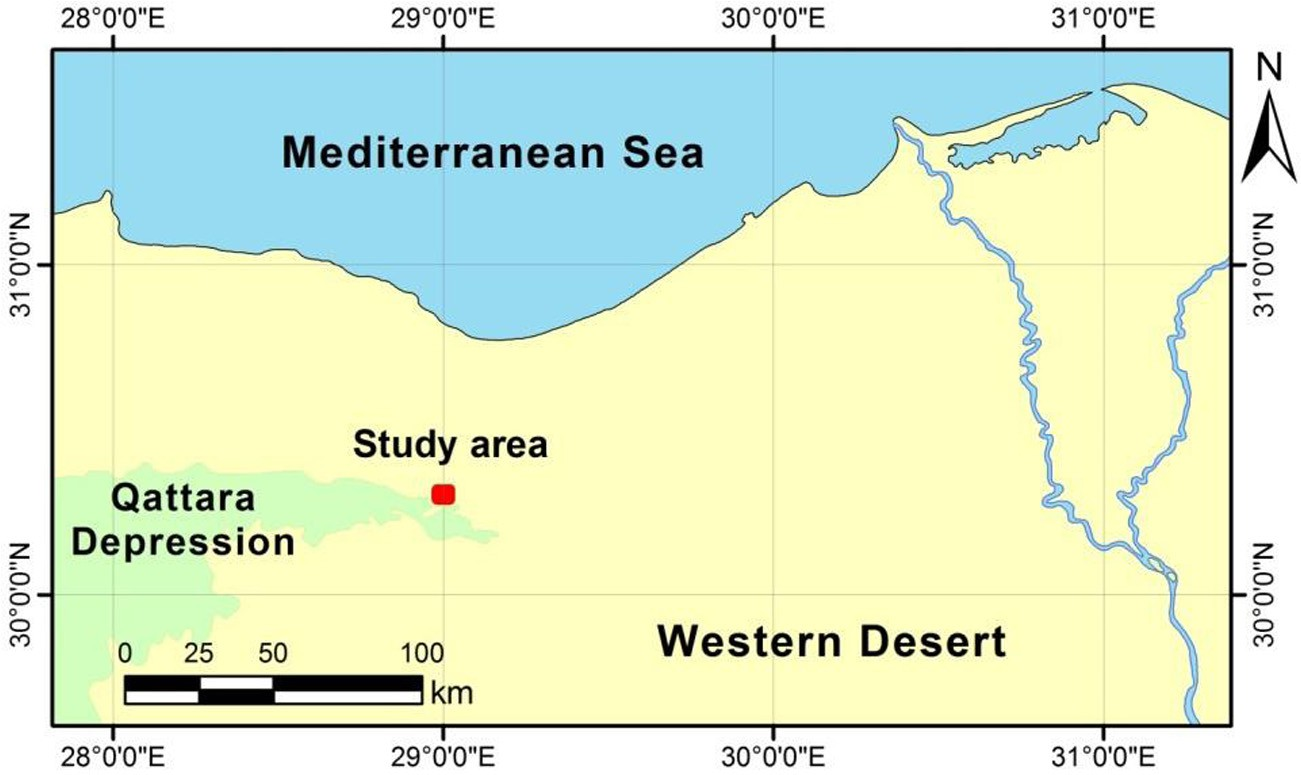 28°0'0"E 29°0'0"E 30°0'0"E 31°0'0"E
N
Mediterranean Sea
31°0'0"N 31°0'0"N
Study area
Qattara
Depression
30°0'0"N 30°0'0"N
Western Desert
0 25 50 100
km
28°0'0"E 29°0'0"E 30°0'0"E 31°0'0"E